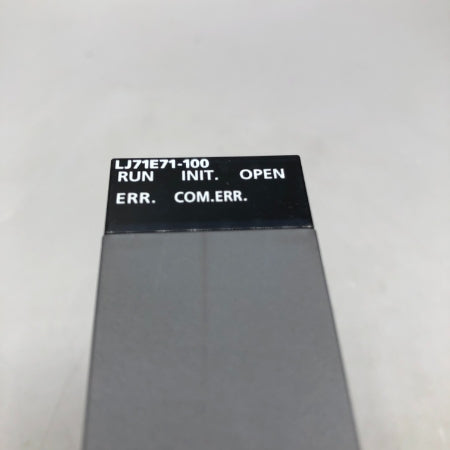 LJ71E71-100
RUN INIT. OPEN
ERR. COM.ERR.